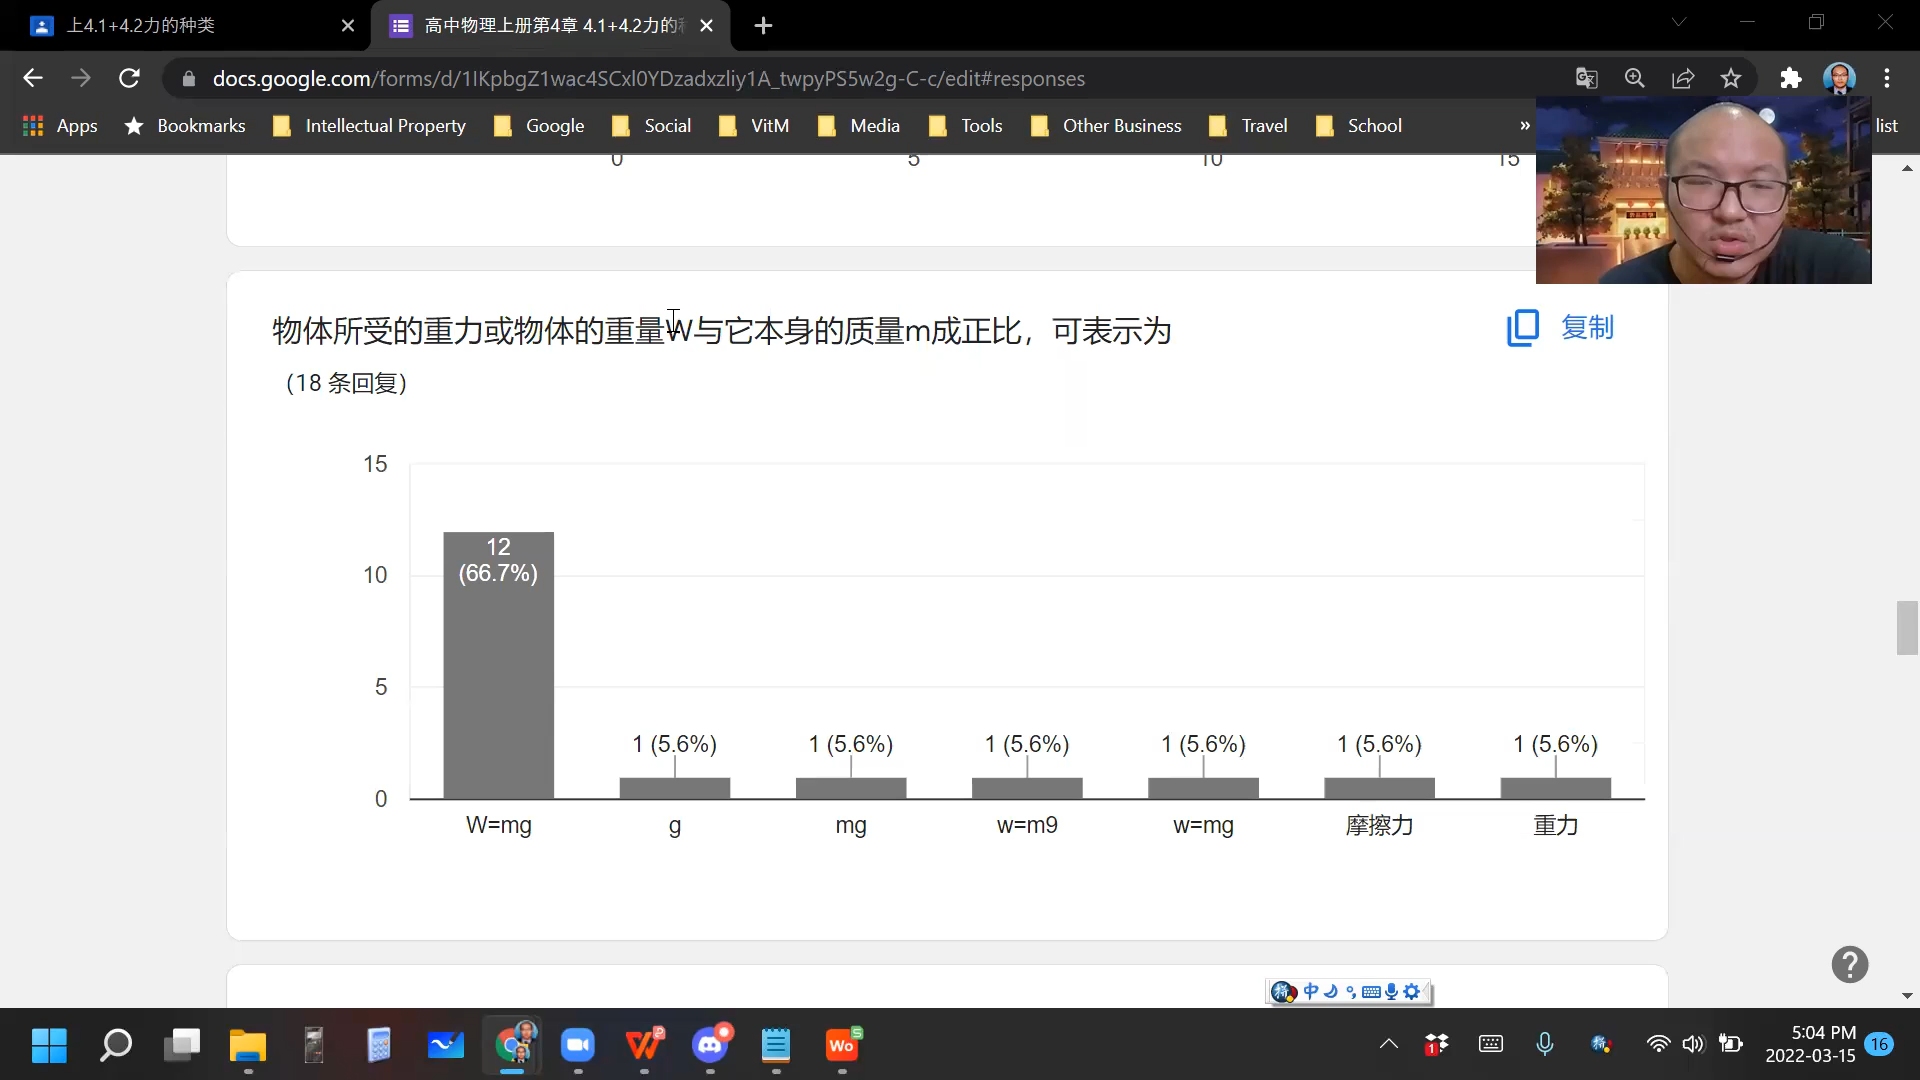 上4.1+4.2力的种类
高中物理上册第4章 4.1+4.2力的
docs.google.com/forms/d/1IKpbgZ1wac4SCxl0YDzadxzliy1A_twpyPS5w2g-C-c/edit#responses
Apps Bookmarks Intellectual Property Google Social VitM Media Tools Other Business Travel School » list
0 5 10 15
物体所受的重力或物体的重量W与它本身的质量m成正比，可表示为
复制
（18 条回复）
15
12
(66.7%)
10
5
1 (5.6%) 1 (5.6%) 1 (5.6%) 1 (5.6%) 1 (5.6%) 1 (5.6%)
0
W=mg g mg w=m9 w=mg 摩擦力 重力
中
Wo
5:04 PM
2022-03-15
16